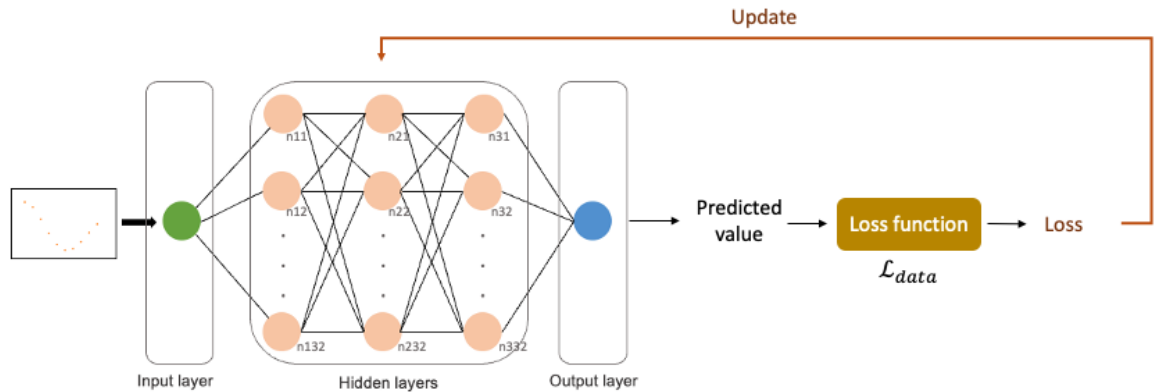 Update
n11
n21
n31
n12
n22
n32
n132
n232
n332
Predicted
value
Loss function
Loss
ℒdata
Input layer
Hidden layers
Output layer